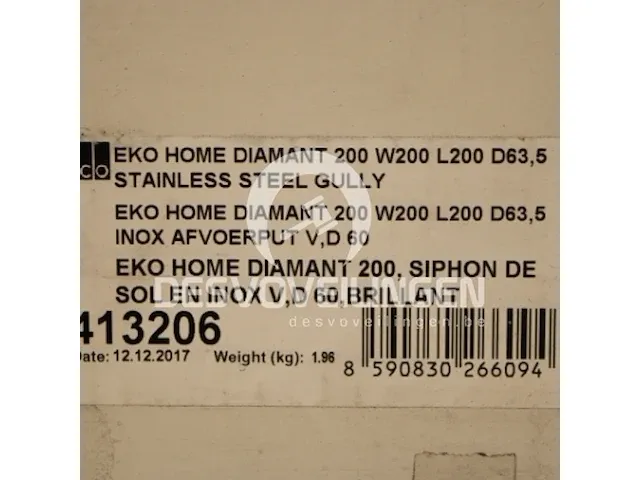 co
EKO HOME DIAMANT 200 W200 L200 D63,5
STAINLESS STEEL GULLY
EKO HOME DIAMANT 200 W200 L200 D63,5
INOX AFVOERPUT V,D 60
EKO HOME DIAMANT 200, SIPHON DE
SOL EN INOX V,D 60,BRILLANT
DESVOVEILINGEN
desvoveilingen.be
413206
Date: 12.12.2017 Weight (kg): 1.96
8 590830 266094